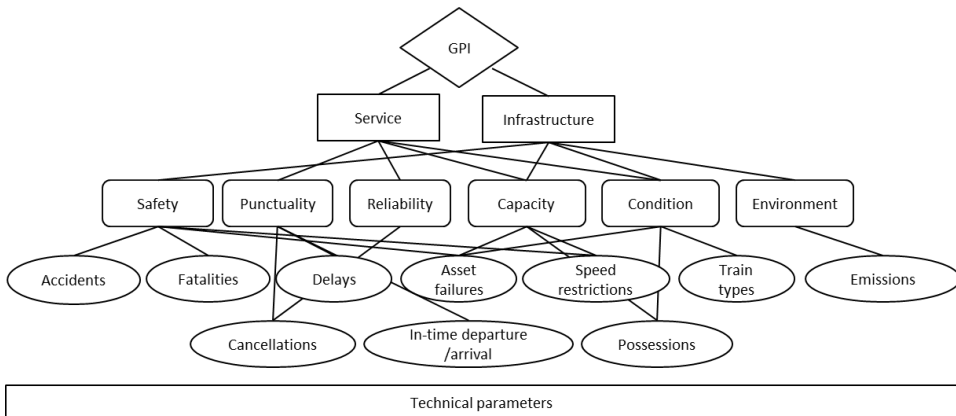 GPI
Service
Infrastructure
Safety
Punctuality
Reliability
Capacity
Condition
Environment
Accidents
Fatalities
Delays
Asset
failures
Speed
restrictions
Train
types
Emissions
Cancellations
In-time departure
/arrival
Possessions
Technical parameters